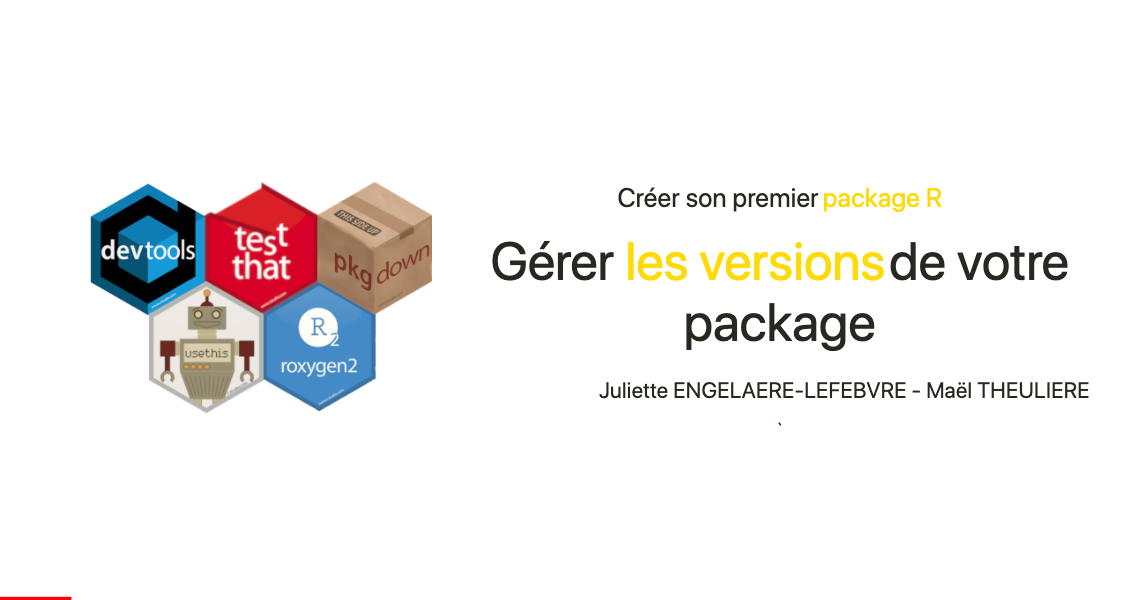 Créer son premier package R
Gérer les versions de votre
package
Juliette ENGELAERE-LEFEBVRE - Maël THEULIERE
`
devtools
test
that
THIS SIDE UP
pkgdown
usethis
R2
roxygen2